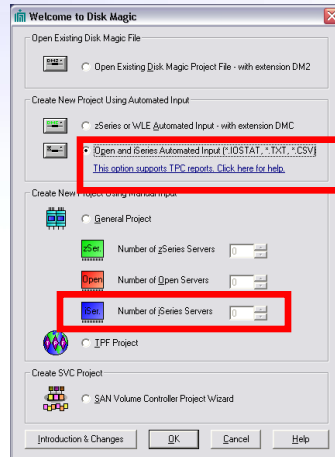 Welcome to Disk Magic
Open Existing Disk Magic File
DM2
Open Existing Disk Magic Project File - with extension DM2
Create New Project Using Automated Input
zSeries or WLE Automated Input - with extension DMC
Open and iSeries Automated Input (*.IOSTAT, *.TXT, *.CSV)
This option supports TPC reports. Click here for help.
Create New Project Using Manual Input
General Project
zSer. Number of zSeries Servers 0
Open Number of Open Servers 0
iSer. Number of iSeries Servers 0
TPF Project
Create SVC Project
SAN Volume Controller Project Wizard
Introduction & Changes OK Cancel Help